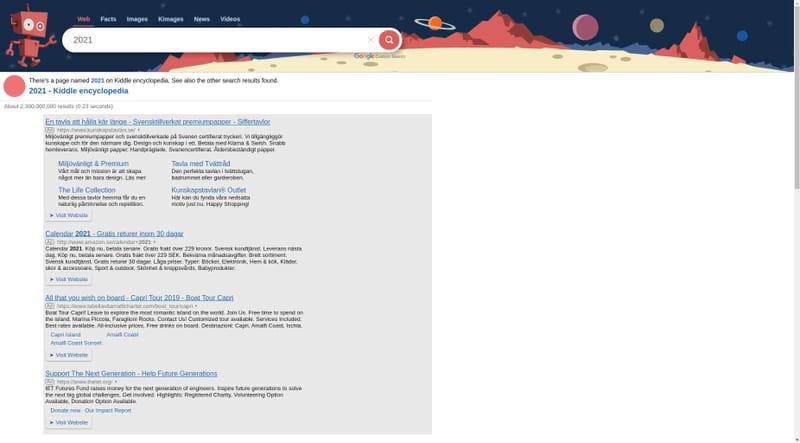 Web Facts Images Kimages News Videos
2021
Google Custom Search
There's a page named 2021 on Kiddle encyclopedia. See also the other search results found.
2021 - Kiddle encyclopedia
About 2,300,000,000 results (0.23 seconds)
En tavla att hålla kär länge - Svensktillverkat premiumpapper - Siffertavlor
Ad https://www.kunskapstavlan.se/
Miljövänligt premiumpapper och svensktillverkade på Svanen certifierat tryckeri. Vi tillgängliggör
kunskape och för den närmare dig. Design och kunskap i ett. Betala med Klarna & Swish. Snabb
hemleverans. Miljövänligt papper. Handpräglade. Svanencertifierat. Åldersbeständigt papper.
Miljövänligt & Premium Tavla med Tvättråd
Vårt mål och mission är att skapa Den perfekta tavlan i tvättstugan,
något mer än bara design. Läs mer badrummet eller garderoben.
The Life Collection Kunskapstavlan® Outlet
Med dessa tavlor hemma får du en Här kan du fynda våra nedsatta
naturlig påminnelse och repetition. motiv just nu. Happy Shopping!
Visit Website
Calendar 2021 - Gratis returer inom 30 dagar
Ad http://www.amazon.se/calendar+2021
Calendar 2021. Köp nu, betala senare. Gratis frakt över 229 kronor. Svensk kundtjänst. Leverans nästa
dag. Köp nu, betala senare. Gratis frakt över 229 SEK. Bekväma månadsavgifter. Brett sortiment.
Svensk kundtjänst. Gratis returer 30 dagar. Låga priser. Typer: Böcker, Elektronik, Hem & kök, Kläder,
skor & accessoare, Sport & outdoor, Skönhet & kroppsvårds, Babyprodukter.
Visit Website
All that you wish on board - Capri Tour 2019 - Boat Tour Capri
Boat Tour Capri! Leave to explore the most romantic island on the world. Join Us. Free time to spend on
the island. Marina Piccola, Faraglioni Rocks. Contact Us! Customized tour available. Services Included.
Best rates available. All-inclusive prices. Free drinks on board. Destinazioni: Capri, Amalfi Coast, Ischia.
Capri Island Amalfi Coast
Amalfi Coast Sunset
Visit Website
Support The Next Generation - Help Future Generations
Ad https://www.theiet.org/
IET Futures Fund raises money for the next generation of engineers. Inspire future generations to solve
the next big global challenges. Get involved. Highlights: Registered Charity, Volunteering Option
Available, Donation Option Available.
Donate now · Our Impact Report
Visit Website